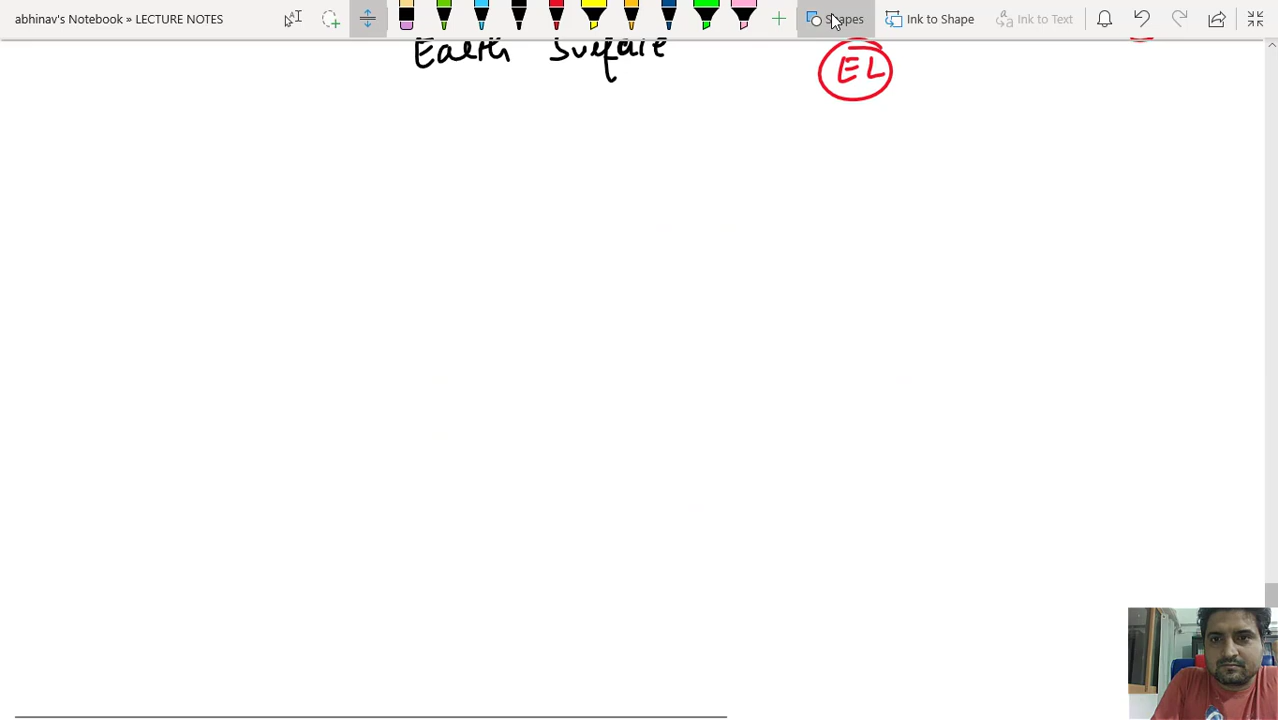 abhinav's Notebook » LECTURE NOTES
Shapes
Ink to Shape
Ink to Text
Earth Surface
EL